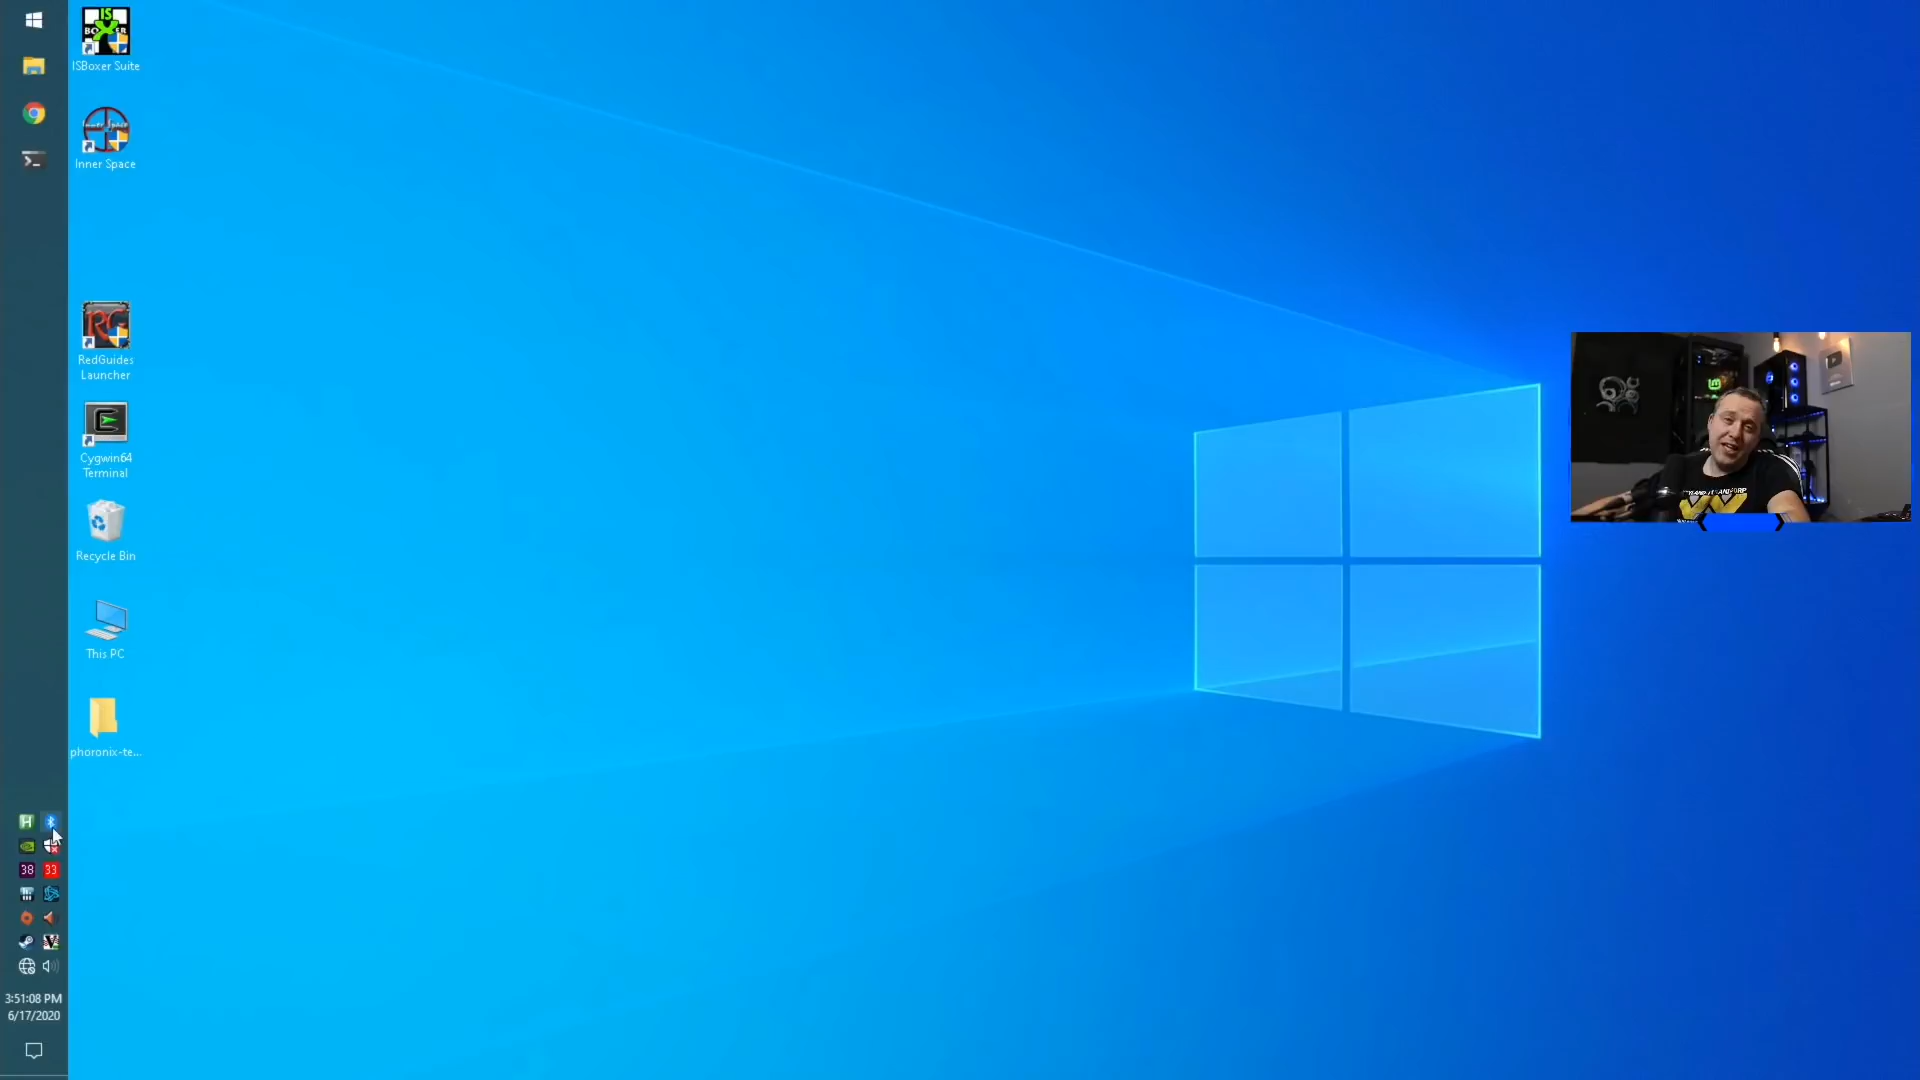 ISBoxer Suite
Inner Space
RedGuides
Launcher
Cygwin64
Terminal
Recycle Bin
This PC
phoronix-te...
38 33
3:51:08 PM
6/17/2020